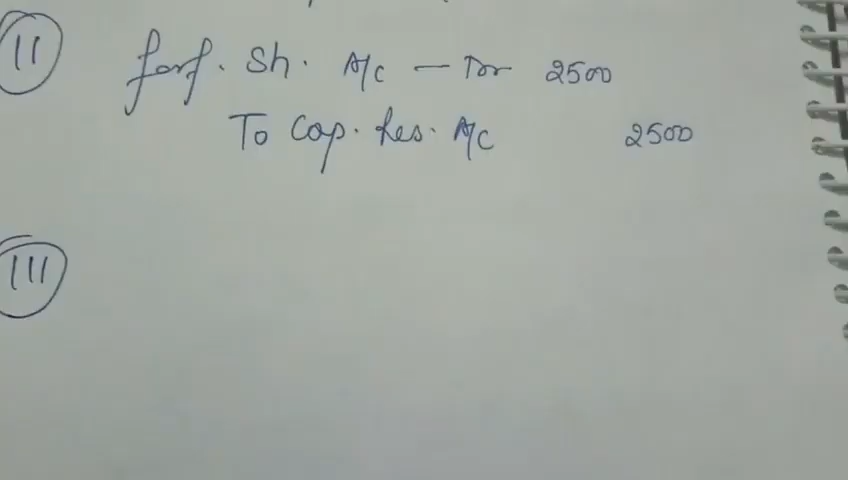 II forf. Sh. A/c — Dr 2500
To Cap. Res. A/c 2500
III